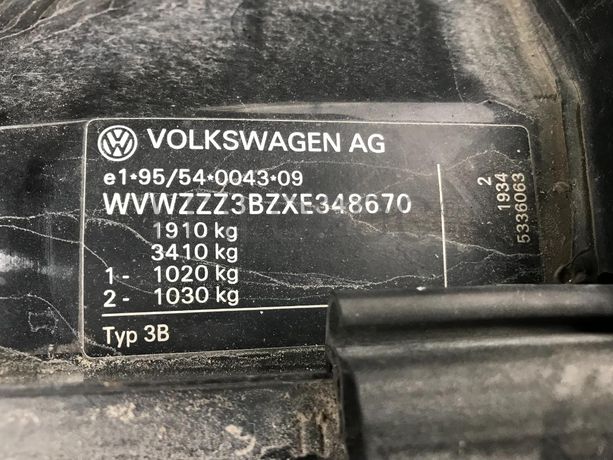 VOLKSWAGEN AG
e1*95/54*0043*09
WVWZZZ3BZXE348670
1910 kg
3410 kg
1 - 1020 kg
2 - 1030 kg
Typ 3B
2
1934
5336063